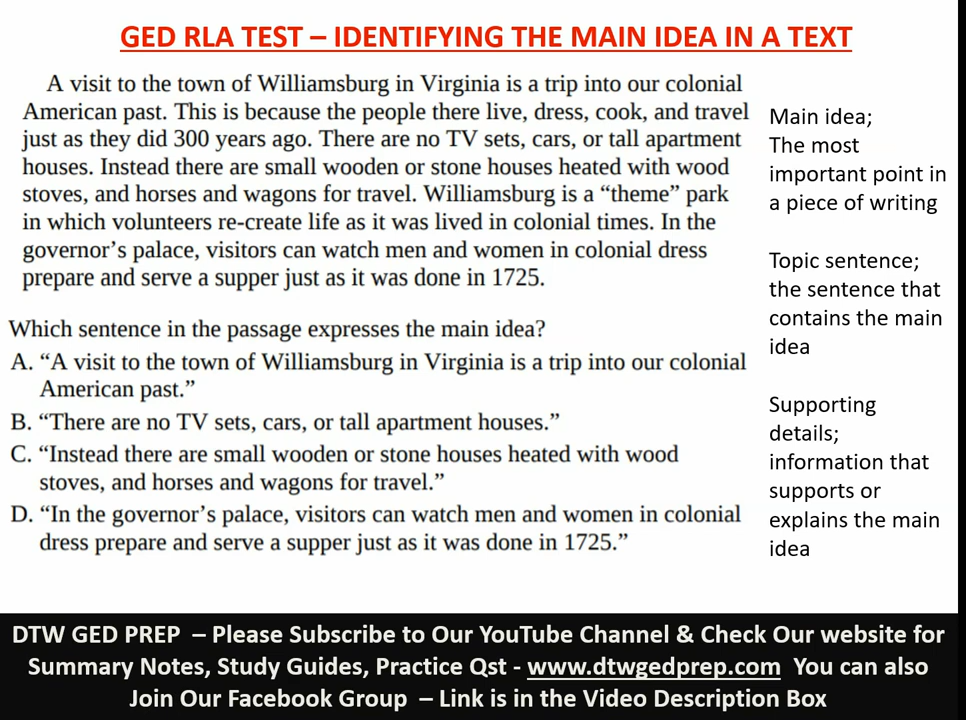 GED RLA TEST – IDENTIFYING THE MAIN IDEA IN A TEXT
A visit to the town of Williamsburg in Virginia is a trip into our colonial
American past. This is because the people there live, dress, cook, and travel
just as they did 300 years ago. There are no TV sets, cars, or tall apartment
houses. Instead there are small wooden or stone houses heated with wood
stoves, and horses and wagons for travel. Williamsburg is a “theme” park
in which volunteers re-create life as it was lived in colonial times. In the
governor’s palace, visitors can watch men and women in colonial dress
prepare and serve a supper just as it was done in 1725.
Which sentence in the passage expresses the main idea?
A. “A visit to the town of Williamsburg in Virginia is a trip into our colonial
American past.”
B. “There are no TV sets, cars, or tall apartment houses.”
C. “Instead there are small wooden or stone houses heated with wood
stoves, and horses and wagons for travel.”
D. “In the governor’s palace, visitors can watch men and women in colonial
dress prepare and serve a supper just as it was done in 1725.”
Main idea;
The most
important point in
a piece of writing
Topic sentence;
the sentence that
contains the main
idea
Supporting
details;
information that
supports or
explains the main
idea
DTW GED PREP – Please Subscribe to Our YouTube Channel & Check Our website for
Summary Notes, Study Guides, Practice Qst - www.dtwgedprep.com You can also
Join Our Facebook Group – Link is in the Video Description Box